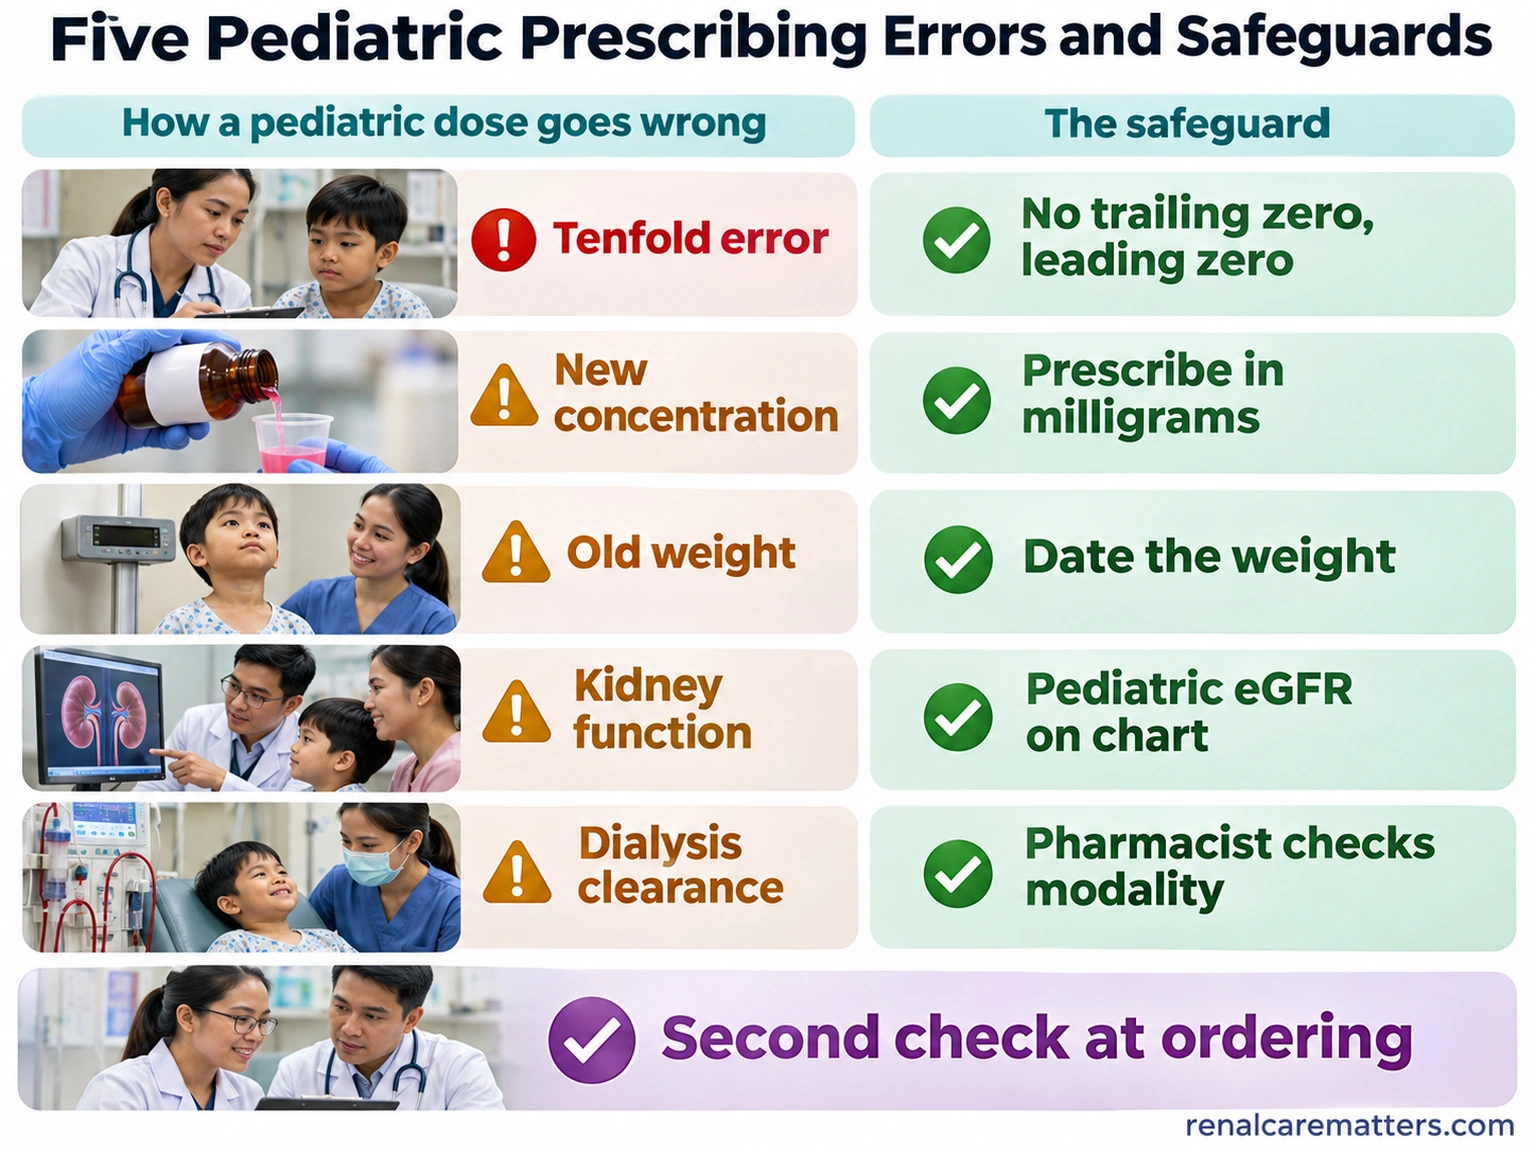 Five Pediatric Prescribing Errors and Safeguards
How a pediatric dose goes wrong
The safeguard
Tenfold error
No trailing zero,
leading zero
New
concentration
Prescribe in
milligrams
Old weight
Date the weight
Kidney
function
Pediatric eGFR
on chart
Dialysis
clearance
Pharmacist checks
modality
Second check at ordering
renalcarematters.com